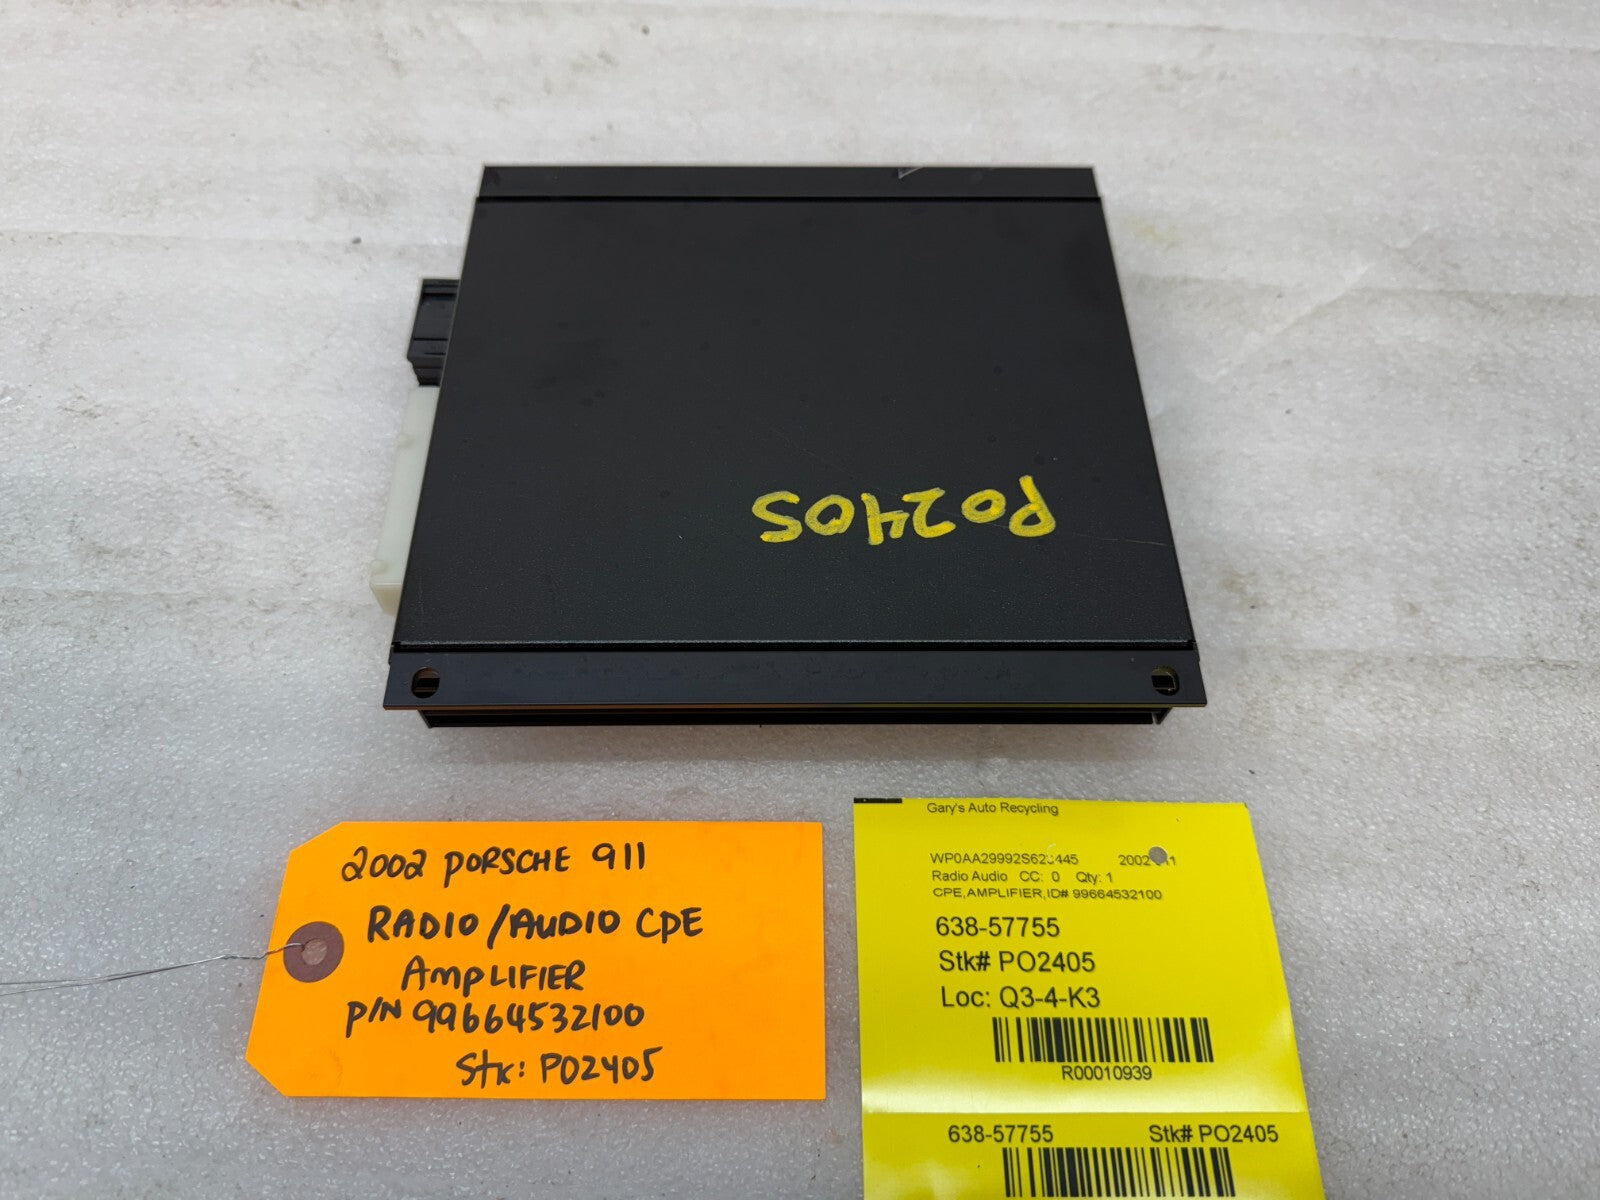 PO2405
2002 PORSCHE 911
RADIO/AUDIO CPE
AMPLIFIER
P/N 99664532100
Stk: PO2405
Gary's Auto Recycling
2002
Radio Audio CC: 0 Qty: 1
CPE,AMPLIFIER,ID# 99664532100
638-57755
Stk# PO2405
Loc: Q3-4-K3
R00010939
638-57755 Stk# PO2405